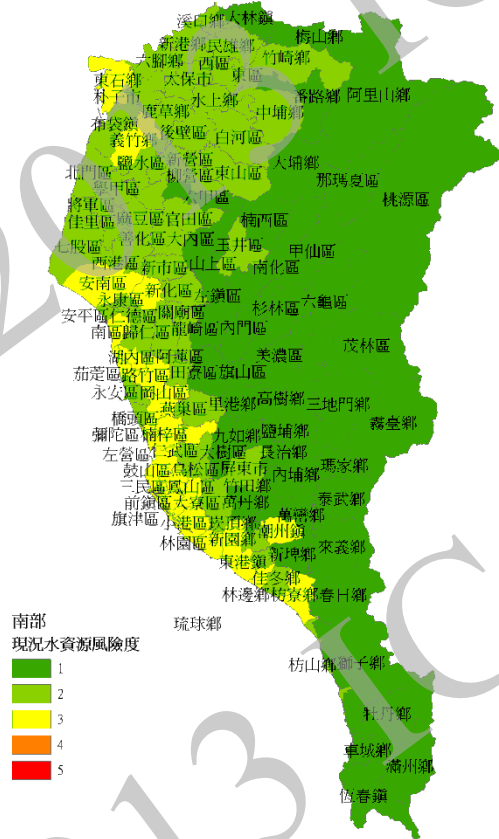 溪口鄉 大林鎮
新港鄉 民雄鄉 梅山鄉
六腳鄉 西區 竹崎鄉
東石鄉 太保市 東區
朴子市 水上鄉 番路鄉 阿里山鄉
鹿草鄉 中埔鄉
布袋鎮 後壁區 白河區
義竹鄉
鹽水區 新營區 大埔鄉
北門區 柳營區 東山區 那瑪夏區
學甲區 六甲區 桃源區
將軍區
佳里區 麻豆區 官田區 楠西區
七股區 善化區 大內區 玉井區 甲仙區
西港區 新市區 山上區 南化區
安南區 新化區 左鎮區
永康區 杉林區 六龜區
安平區 仁德區 關廟區
南區 歸仁區 龍崎區 內門區
湖內區 阿蓮區 美濃區 茂林區
茄萣區 路竹區 田寮區 旗山區
永安區 岡山區
燕巢區 里港鄉 高樹鄉 三地門鄉
橋頭區 霧臺鄉
彌陀區 楠梓區 九如鄉 鹽埔鄉
左營區 仁武區 大樹區 長治鄉
鼓山區 鳥松區 屏東市 內埔鄉 瑪家鄉
三民區 鳳山區 竹田鄉
前鎮區 大寮區 萬丹鄉 泰武鄉
旗津區 小港區 崁頂鄉 萬巒鄉
潮州鎮
林園區 新園鄉 來義鄉
東港鎮 新埤鄉
佳冬鄉
林邊鄉 枋寮鄉 春日鄉
琉球鄉
南部
現況水資源風險度
枋山鄉 獅子鄉
1
2
3
4
5
牡丹鄉
車城鄉
滿州鄉
恆春鎮